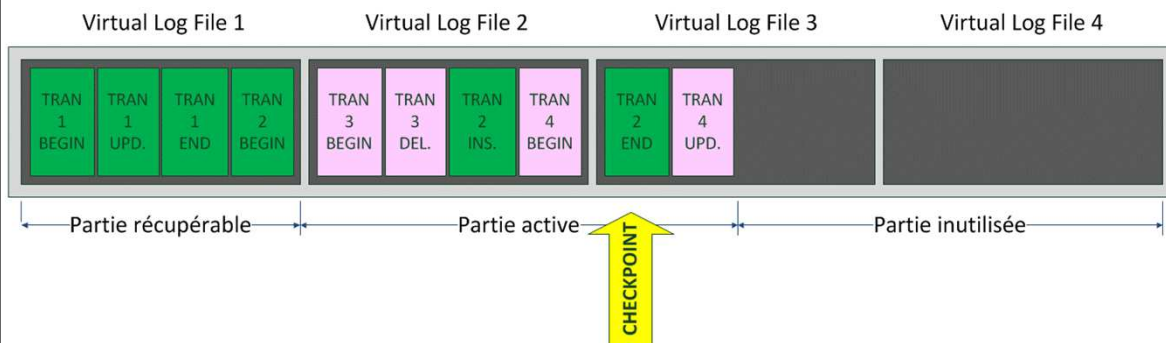 Virtual Log File 1
Virtual Log File 2
Virtual Log File 3
Virtual Log File 4
TRAN
1
BEGIN
TRAN
1
UPD.
TRAN
1
END
TRAN
2
BEGIN
TRAN
3
BEGIN
TRAN
3
DEL.
TRAN
2
INS.
TRAN
4
BEGIN
TRAN
2
END
TRAN
4
UPD.
Partie récupérable
Partie active
Partie inutilisée
CHECKPOINT